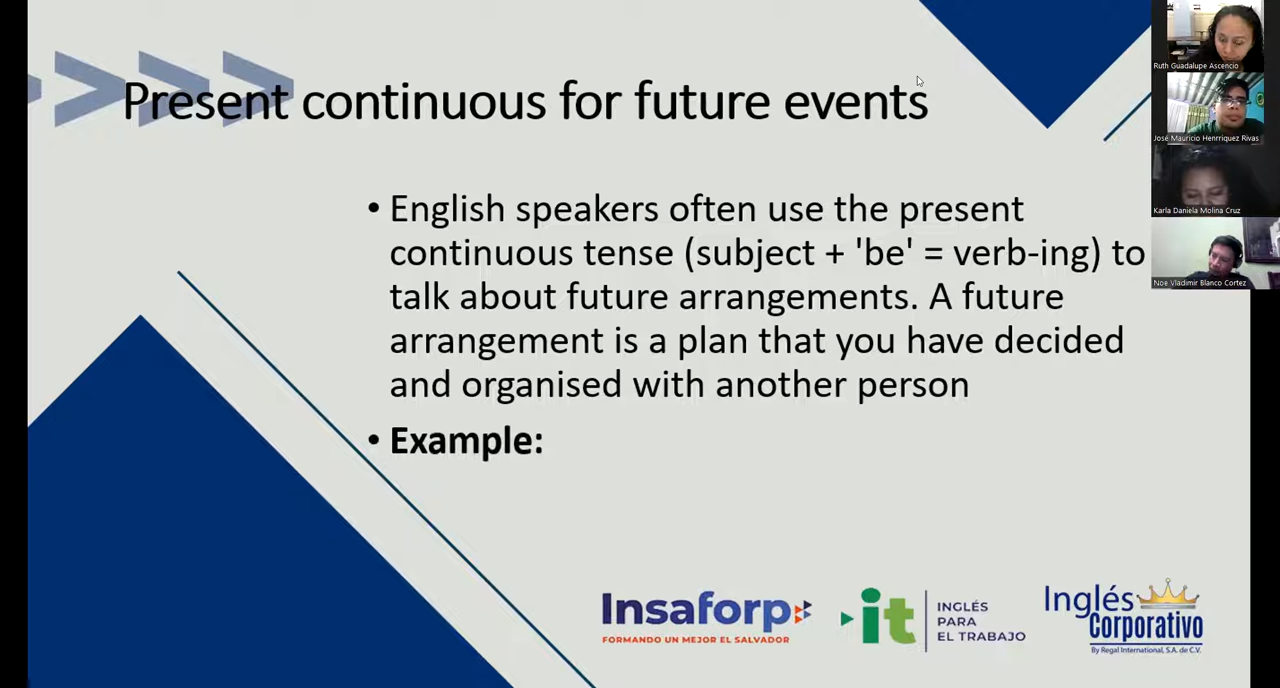 Present continuous for future events
• English speakers often use the present
continuous tense (subject + 'be' = verb-ing) to
talk about future arrangements. A future
arrangement is a plan that you have decided
and organised with another person
• Example:
Ruth Guadalupe Ascencio
José Mauricio Henrriquez Rivas
Karla Daniela Molina Cruz
Noe Vladimir Blanco Cortez
Insaforp
FORMANDO UN MEJOR EL SALVADOR
it
INGLÉS
PARA
EL TRABAJO
Inglés
Corporativo
By Regal International, S.A. de C.V.